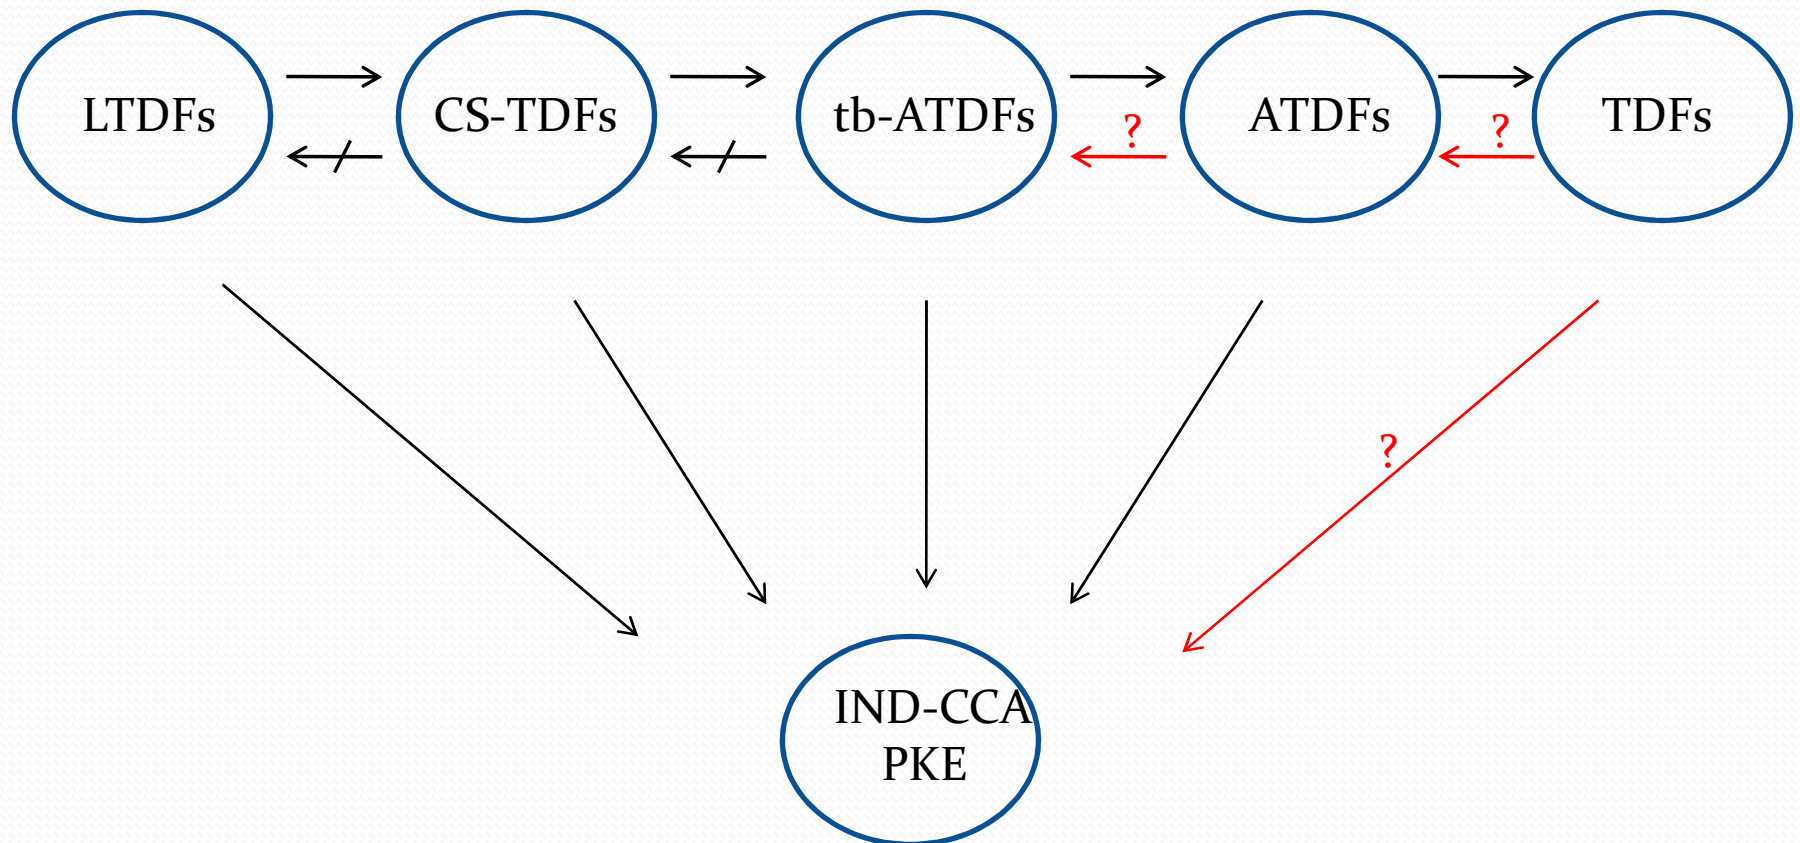 LTDFs
CS-TDFs
tb-ATDFs
?
ATDFs
?
TDFs
?
IND-CCA
PKE